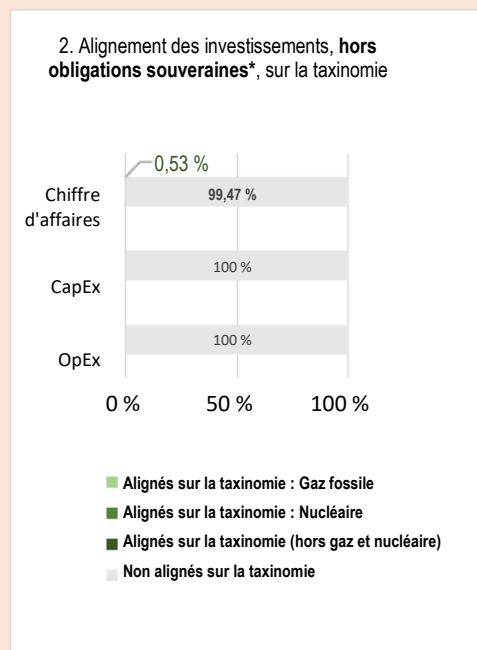 2. Alignement des investissements, hors
obligations souveraines*, sur la taxinomie
0,53 %
Chiffre
d'affaires
99,47 %
CapEx
100 %
OpEx
100 %
0 %
50 %
100 %
Alignés sur la taxinomie : Gaz fossile
Alignés sur la taxinomie : Nucléaire
Alignés sur la taxinomie (hors gaz et nucléaire)
Non alignés sur la taxinomie